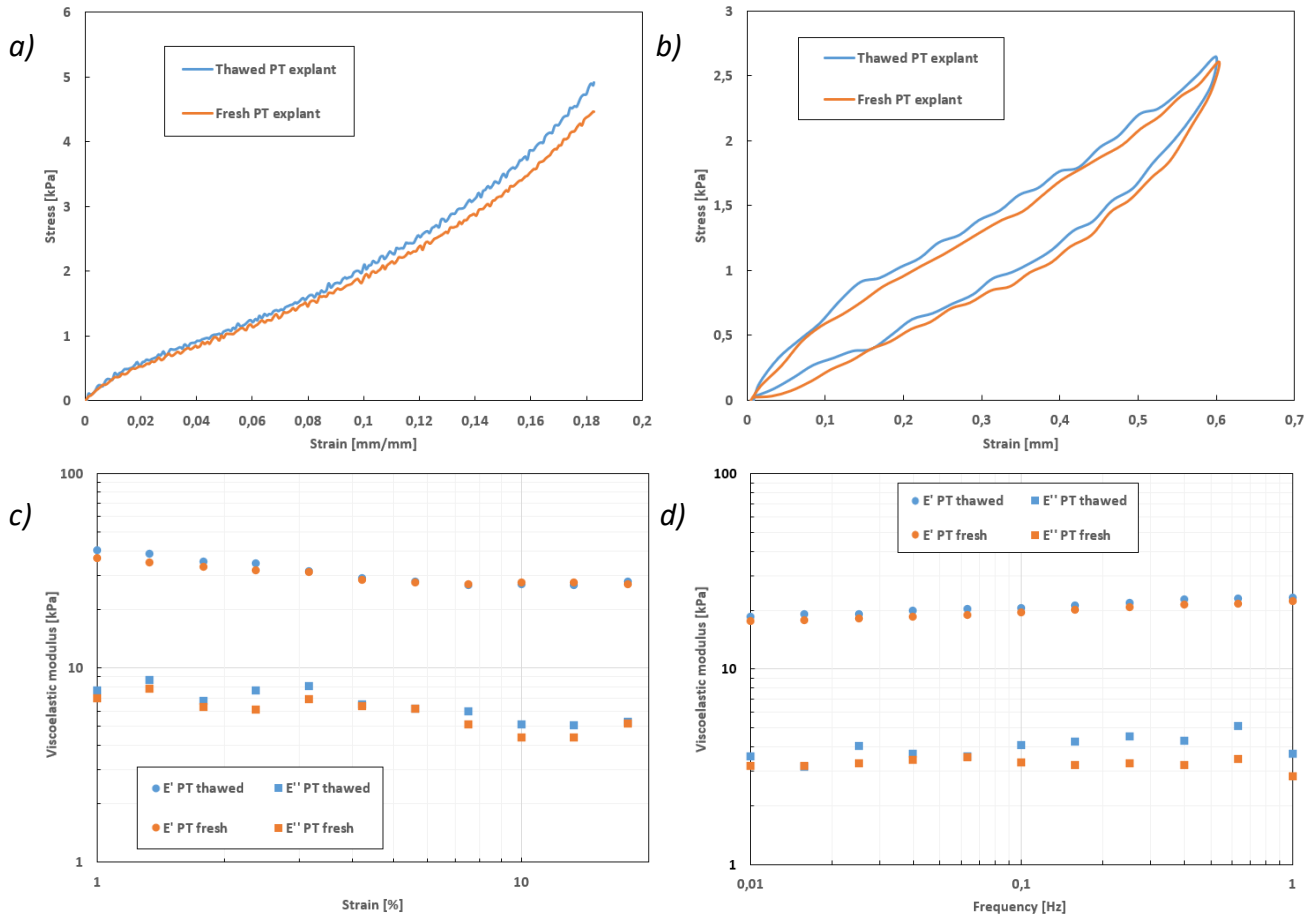 a)
6
5
4
3
2
1
0
Stress [kPa]
Thawed PT explant
Fresh PT explant
0 0,02 0,04 0,06 0,08 0,1 0,12 0,14 0,16 0,18 0,2
Strain [mm/mm]
b)
3
2,5
2
1,5
1
0,5
0
Stress [kPa]
Thawed PT explant
Fresh PT explant
0 0,1 0,2 0,3 0,4 0,5 0,6 0,7
Strain [mm]
c)
100
10
1
Viscoelastic modulus [kPa]
E' PT thawed E'' PT thawed
E' PT fresh E'' PT fresh
1 10
Strain [%]
d)
100
10
1
Viscoelastic modulus [kPa]
E' PT thawed E'' PT thawed
E' PT fresh E'' PT fresh
0,01 0,1 1
Frequency [Hz]